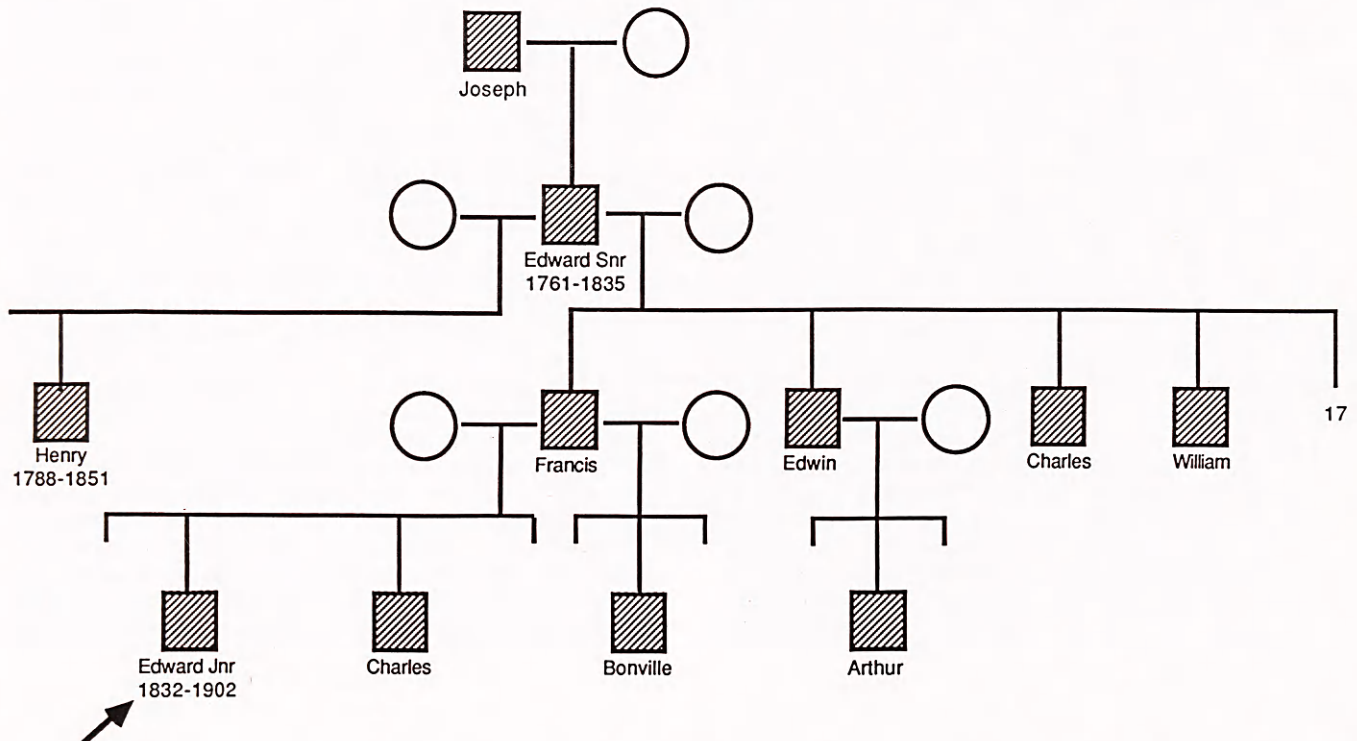 Joseph
Edward Snr
1761-1835
Henry
1788-1851
Francis
Edwin
Charles
William
17
Edward Jnr
1832-1902
Charles
Bonville
Arthur